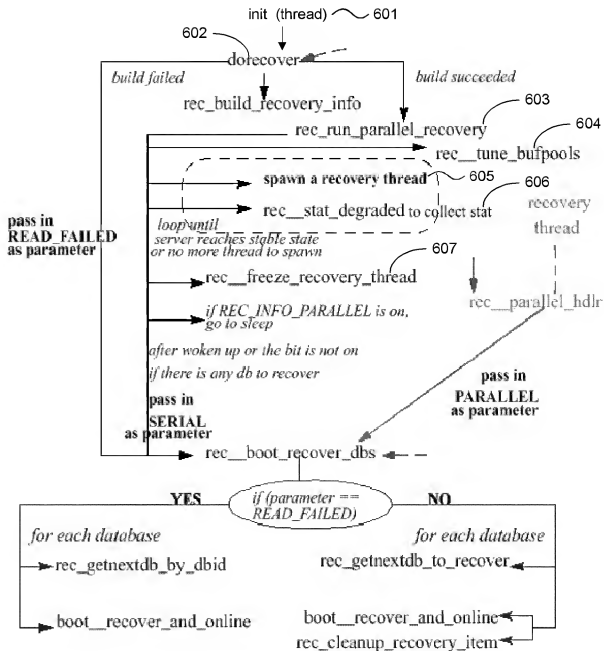 init (thread) 601
602
dorecover
build failed
build succeeded
rec_build_recovery_info
603
rec_run_parallel_recovery
604
rec__tune_bufpools
spawn a recovery thread 605
606
rec__stat_degraded to collect stat
recovery
thread
pass in
READ_FAILED
as parameter
loop until
server reaches stable state
or no more thread to spawn
607
rec__freeze_recovery_thread
rec__parallel_hdlr
if REC_INFO_PARALLEL is on,
go to sleep
after woken up or the bit is not on
if there is any db to recover
pass in
PARALLEL
as parameter
pass in
SERIAL
as parameter
rec__boot_recover_dbs
YES
if (parameter ==
READ_FAILED)
NO
for each database
for each database
rec_getnextdb_by_dbid
rec_getnextdb_to_recover
boot__recover_and_online
boot__recover_and_online
rec_cleanup_recovery_item